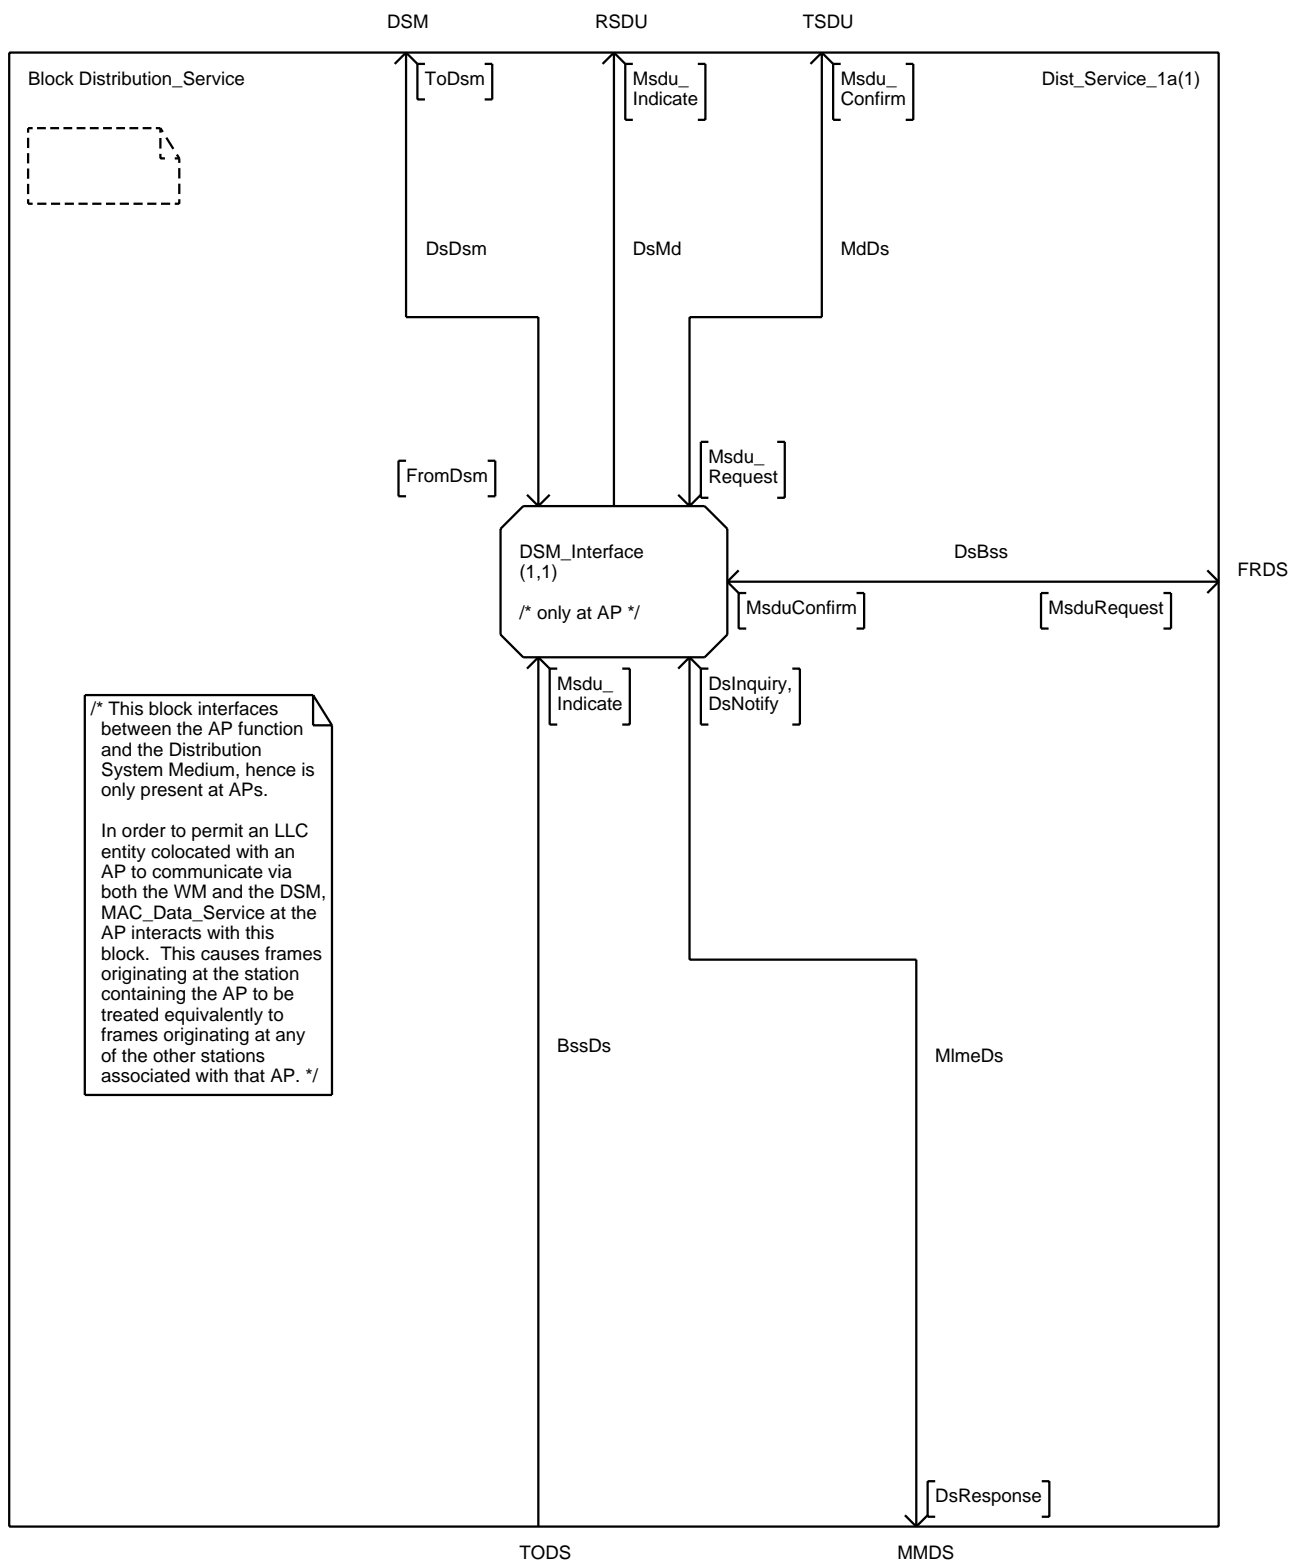 DSM
RSDU
TSDU
Block Distribution_Service
Dist_Service_1a(1)
ToDsm
Msdu_
Indicate
Msdu_
Confirm
DsDsm
DsMd
MdDs
FromDsm
Msdu_
Request
DSM_Interface
(1,1)
/* only at AP */
DsBss
FRDS
MsduConfirm
MsduRequest
Msdu_
Indicate
DsInquiry,
DsNotify
/* This block interfaces
between the AP function
and the Distribution
System Medium, hence is
only present at APs.
In order to permit an LLC
entity colocated with an
AP to communicate via
both the WM and the DSM,
MAC_Data_Service at the
AP interacts with this
block.  This causes frames
originating at the station
containing the AP to be
treated equivalently to
frames originating at any
of the other stations
associated with that AP. */
BssDs
MlmeDs
DsResponse
TODS
MMDS